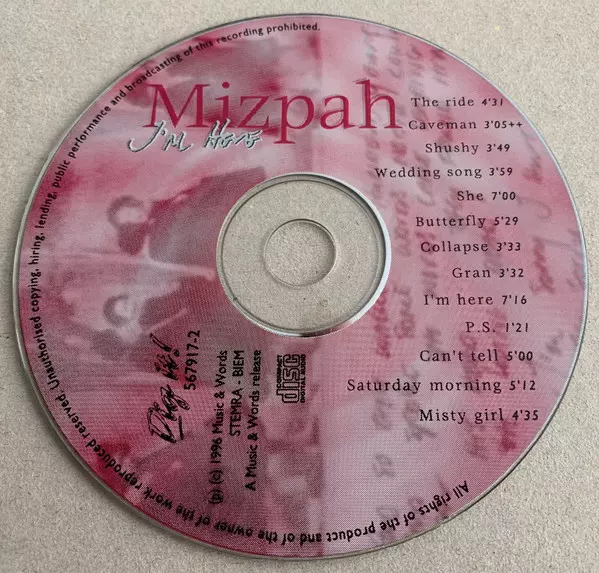 Mizpah
I'm Here
The ride 4'31
Caveman 3'05++
Shushy 3'49
Wedding song 3'59
She 7'00
Butterfly 5'29
Collapse 3'33
Gran 3'32
I'm here 7'16
P.S. 1'21
Can't tell 5'00
Saturday morning 5'12
Misty girl 4'35
Dig it!
567917-2
(p) (c) 1996 Music & Words
STEMRA - BIEM
A Music & Words release
COMPACT
disc
DIGITAL AUDIO
All rights of the product and of the owner of the work reproduced reserved. Unauthorised copying, hiring, lending, public performance and broadcasting of this recording prohibited.